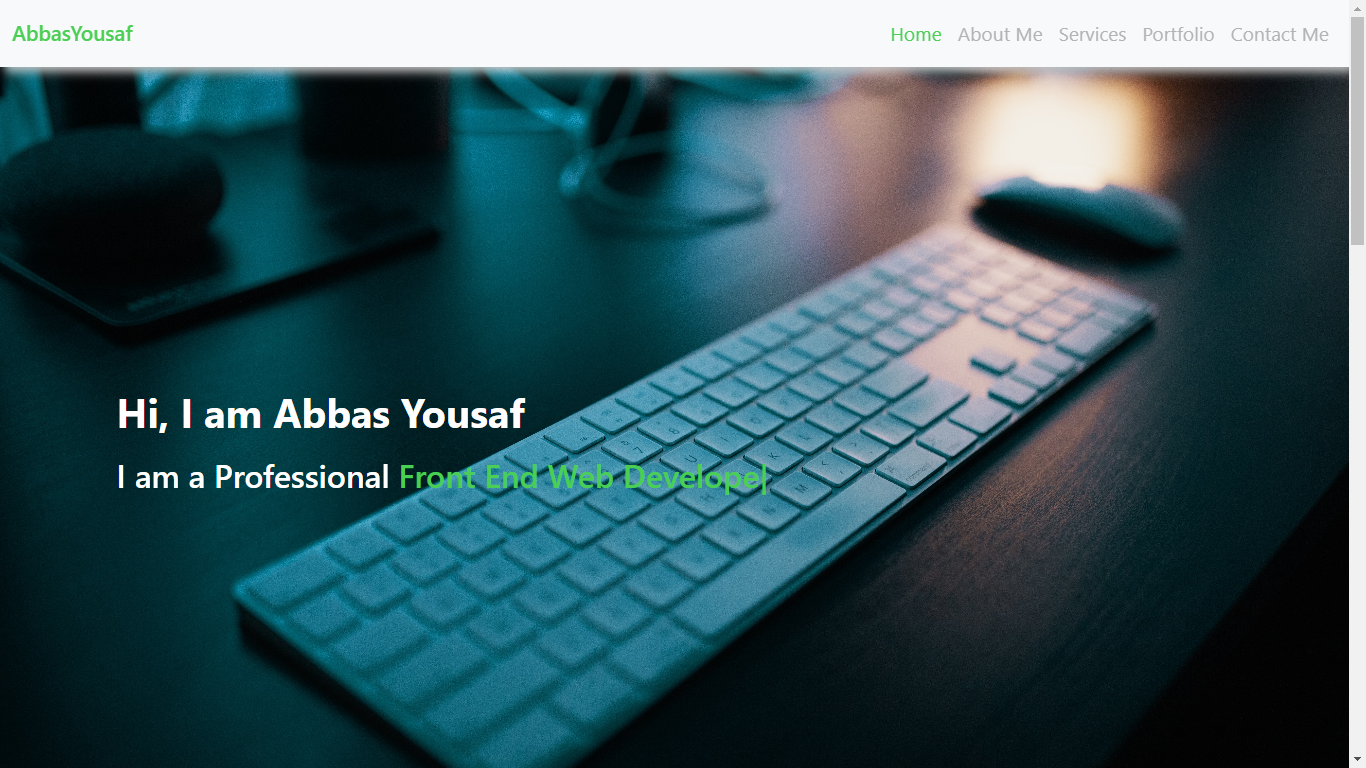 AbbasYousaf
Home About Me Services Portfolio Contact Me
Hi, I am Abbas Yousaf
I am a Professional Front End Web Develope|